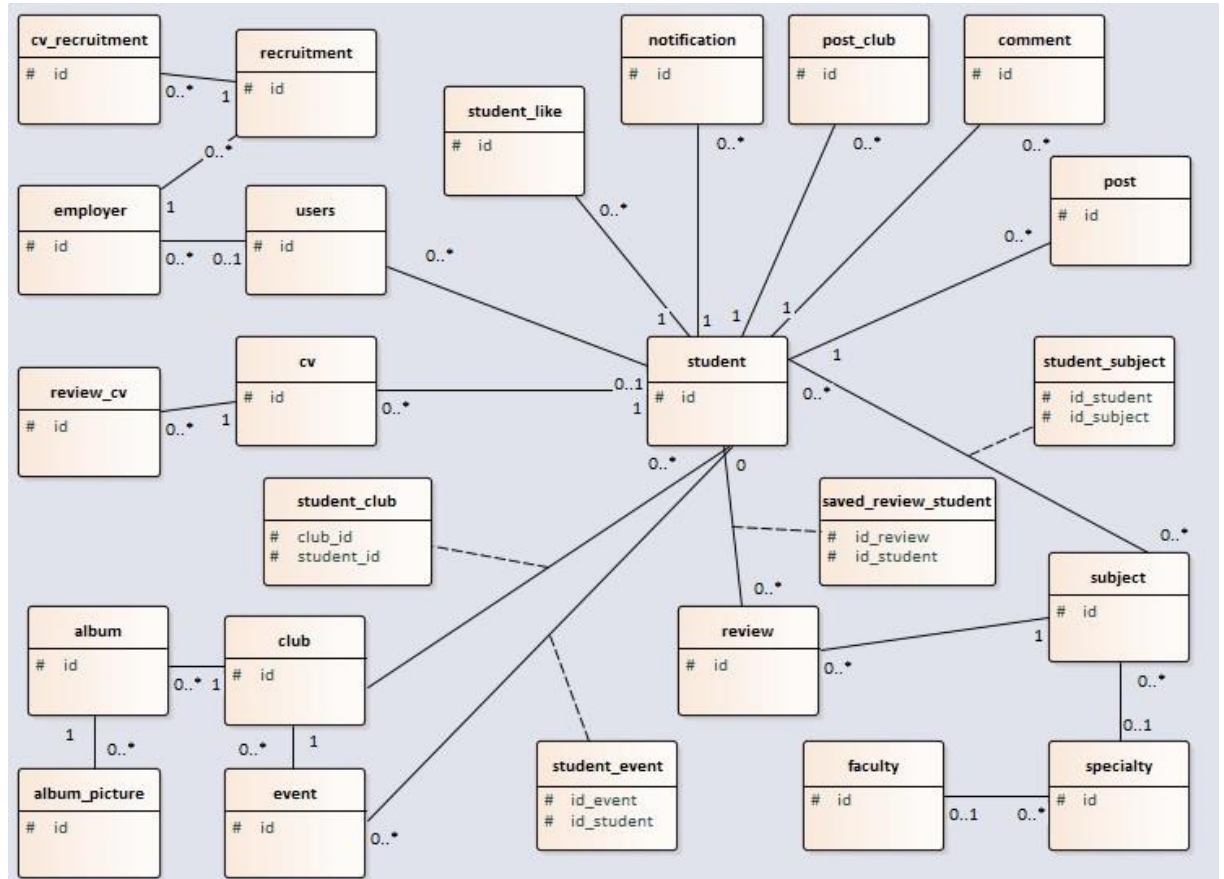 cv_recruitment
# id
0..*
1
recruitment
# id
0..*
employer
# id
1
0..*
0..1
users
# id
0..*
student_like
# id
0..*
notification
# id
0..*
post_club
# id
0..*
comment
# id
0..*
post
# id
0..*
1
1
1
1
1
student
# id
0..1
1
0..*
0..*
0
cv
# id
0..*
1
review_cv
# id
0..*
student_subject
# id_student
# id_subject
student_club
# club_id
# student_id
saved_review_student
# id_review
# id_student
0..*
0..*
subject
# id
1
0..*
review
# id
0..*
album
# id
0..*
1
1
0..*
club
# id
0..*
1
album_picture
# id
event
# id
0..*
student_event
# id_event
# id_student
faculty
# id
0..1
0..*
0..1
specialty
# id